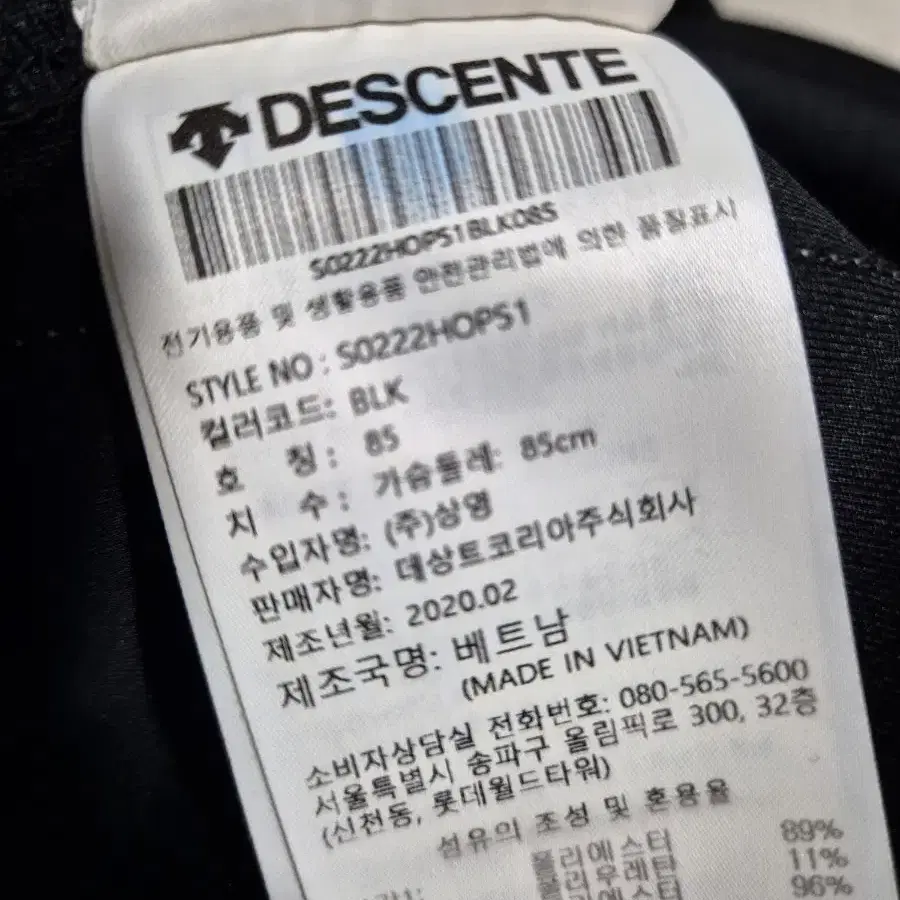 DESCENTE
S0222HOP51BLK085
전기용품 및 생활용품 안전관리법에 의한 품질표시
STYLE NO : S0222HOP51
컬러코드: BLK
호 칭 : 85
치 수 : 가슴둘레: 85cm
수입자명: (주)상영
판매자명: 데상트코리아주식회사
제조년월: 2020.02
제조국명: 베트남
(MADE IN VIETNAM)
소비자상담실 전화번호: 080-565-5600
서울특별시 송파구 올림픽로 300, 32층
(신천동, 롯데월드타워)
섬유의 조성 및 혼용율
폴리에스터 89%
폴리우레탄 11%
폴리에스터 96%